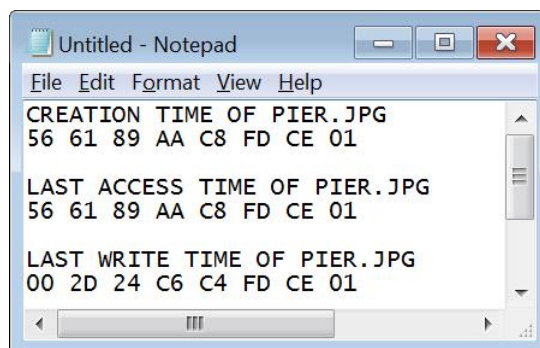 Untitled - Notepad
File Edit Format View Help
CREATION TIME OF PIER.JPG
56 61 89 AA C8 FD CE 01
LAST ACCESS TIME OF PIER.JPG
56 61 89 AA C8 FD CE 01
LAST WRITE TIME OF PIER.JPG
00 2D 24 C6 C4 FD CE 01